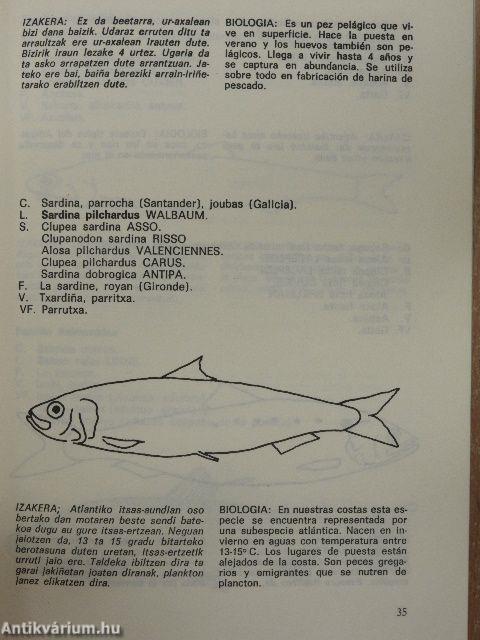 IZAKERA: Ez da beetarra, ur-axalean
bizi dana baizik. Udaraz erruten ditu ta
arraultzak ere ur-axalean irauten dute.
Bizirik iraun lezake 4 urtez. Ugaria da
ta asko arrapatzen dute arrantzuan. Ja-
teko ere bai, baiña bereziki arrain-iriñe-
tarako erabiltzen dute.
BIOLOGIA: Es un pez pelágico que vi-
ve en superficie. Hace la puesta en
verano y los huevos también son pe-
lágicos. Llega a vivir hasta 4 años y
se captura en abundancia. Se utiliza
sobre todo en fabricación de harina de
pescado.
C. Sardina, parrocha (Santander), joubas (Galicia).
L. Sardina pilchardus WALBAUM.
S. Clupea sardina ASSO.
Clupanodon sardina RISSO
Alosa pilchardus VALENCIENNES.
Clupea pilchardus CARUS.
Sardina dobrogica ANTIPA.
F. La sardine, royan (Gironde).
V. Txardiña, parritxa.
VF. Parrutxa.
IZAKERA; Atlantiko itsas-aundian oso
bertako dan motaren beste sendi bate-
koa dugu au gure itsas-ertzean. Neguan
jaiotzen da, 13 ta 15 gradu bitarteko
berotasuna duten uretan, itsas-ertzetik
urruti jaio ere. Taldeka ibiltzen dira ta
garai jakiñetan joaten diranak, plankton
janez elikatzen dira.
BIOLOGIA: En nuestras costas esta es-
pecie se encuentra representada por
una subespecie atlántica. Nacen en in-
vierno en aguas con temperatura entre
13-15º C. Los lugares de puesta están
alejados de la costa. Son peces grega-
rios y emigrantes que se nutren de
plancton.
35
Antikvárium.hu